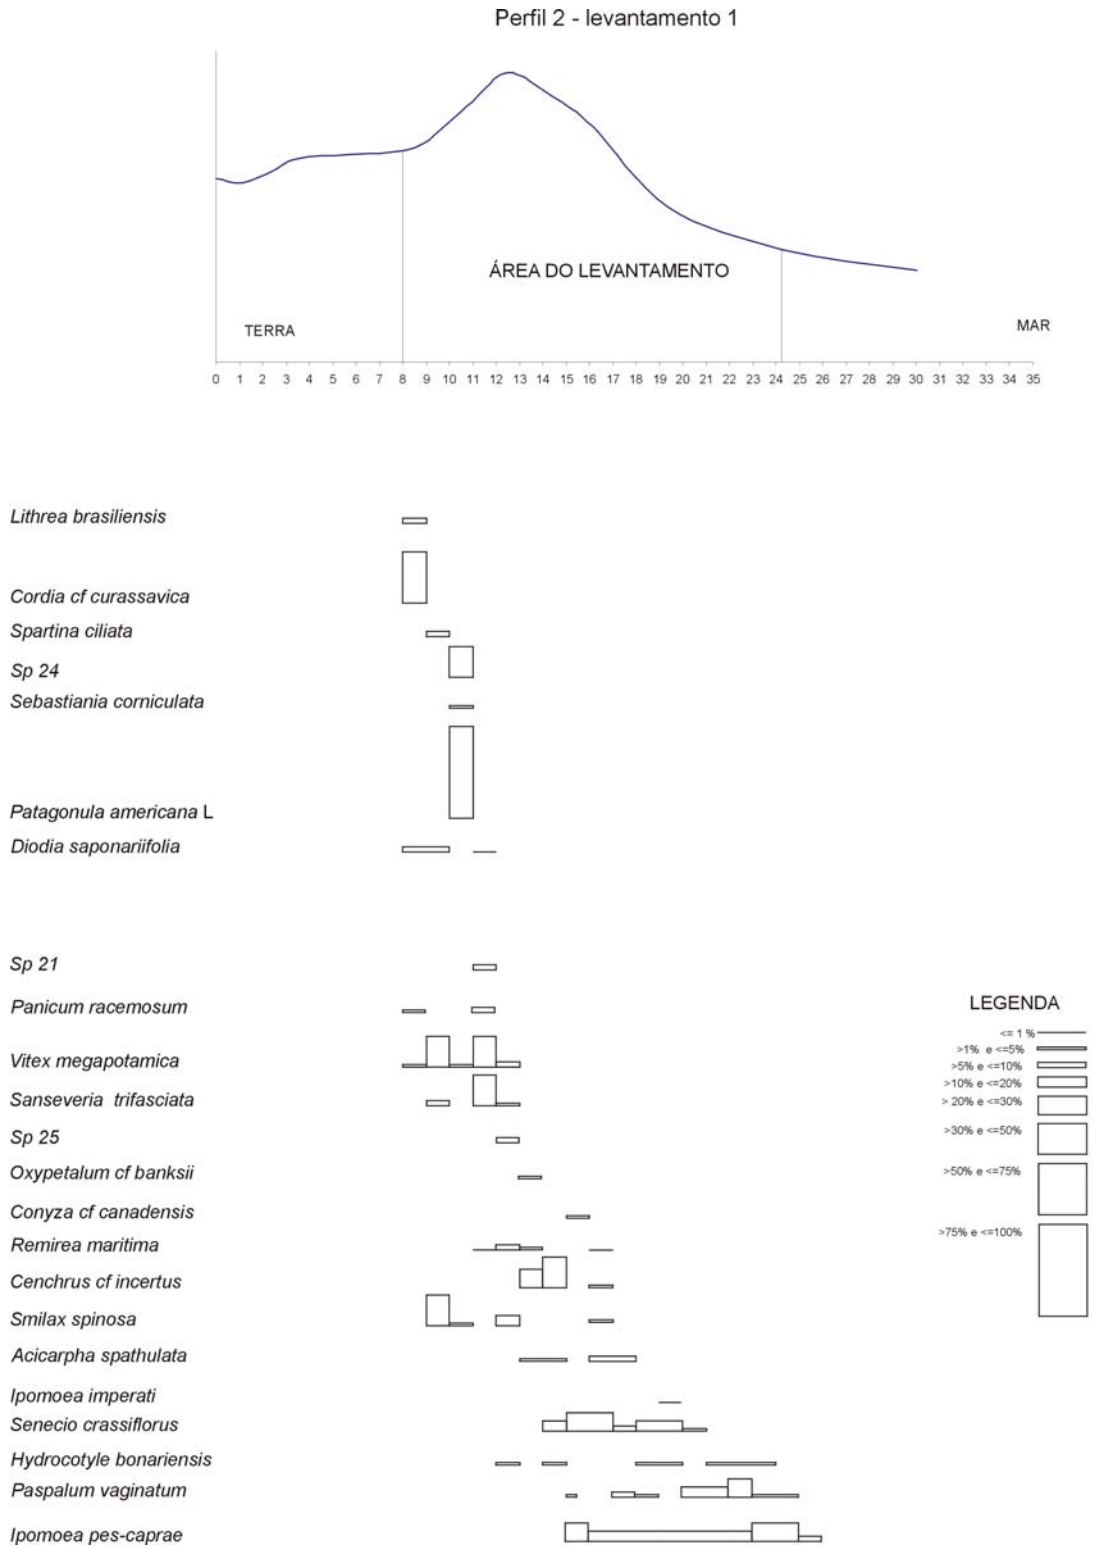 Perfil 2 - levantamento 1
ÁREA DO LEVANTAMENTO
TERRA
MAR
0 1 2 3 4 5 6 7 8 9 10 11 12 13 14 15 16 17 18 19 20 21 22 23 24 25 26 27 28 29 30 31 32 33 34 35
Lithrea brasiliensis
Cordia cf curassavica
Spartina ciliata
Sp 24
Sebastiania corniculata
Patagonula americana L
Diodia saponariifolia
Sp 21
Panicum racemosum
Vitex megapotamica
Sanseveria trifasciata
Sp 25
Oxypetalum cf banksii
Conyza cf canadensis
Remirea maritima
Cenchrus cf incertus
Smilax spinosa
Acicarpha spathulata
Ipomoea imperati
Senecio crassiflorus
Hydrocotyle bonariensis
Paspalum vaginatum
Ipomoea pes-caprae
LEGENDA
<= 1 %
>1% e <=5%
>5% e <=10%
>10% e <=20%
> 20% e <=30%
>30% e <=50%
>50% e <=75%
>75% e <=100%